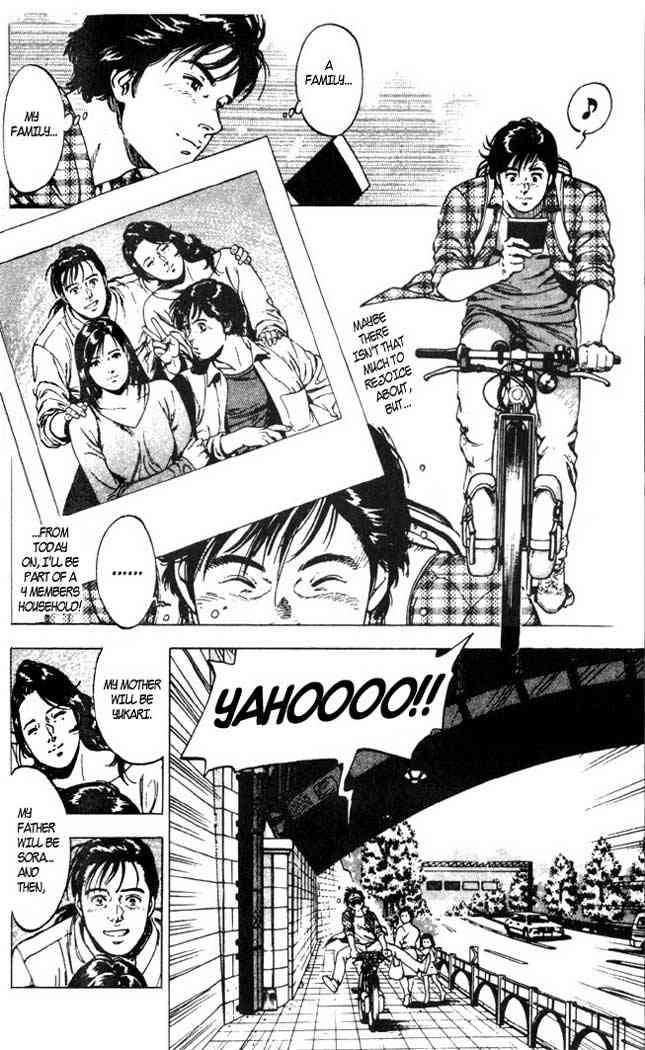 A
FAMILY...
MY
FAMILY...
♪
MAYBE
THERE
ISN'T THAT
MUCH TO
REJOICE
ABOUT,
BUT...
......
...FROM
TODAY
ON, I'LL BE
PART OF A
4 MEMBERS
HOUSEHOLD!
YAHOOOO!!
MY MOTHER
WILL BE
YUKARI.
MY
FATHER
WILL BE
SORA...
AND
THEN,